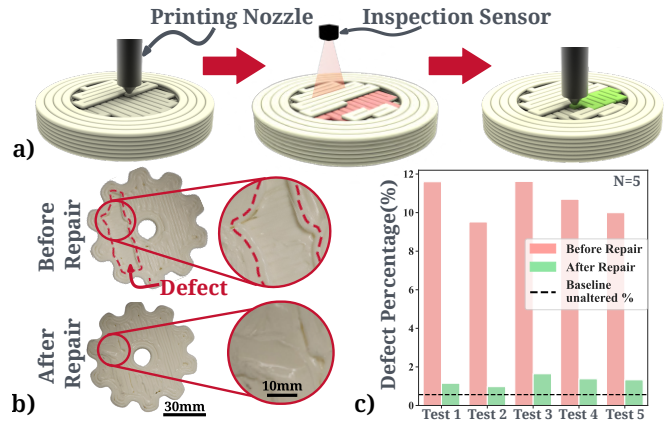 Printing Nozzle
Inspection Sensor
a)
Before
Repair
Defect
After
Repair
b)
30mm
10mm
Defect Percentage(%)
12
10
8
6
4
2
0
N=5
Before Repair
After Repair
Baseline
unaltered %
Test 1
Test 2
Test 3
Test 4
Test 5
c)